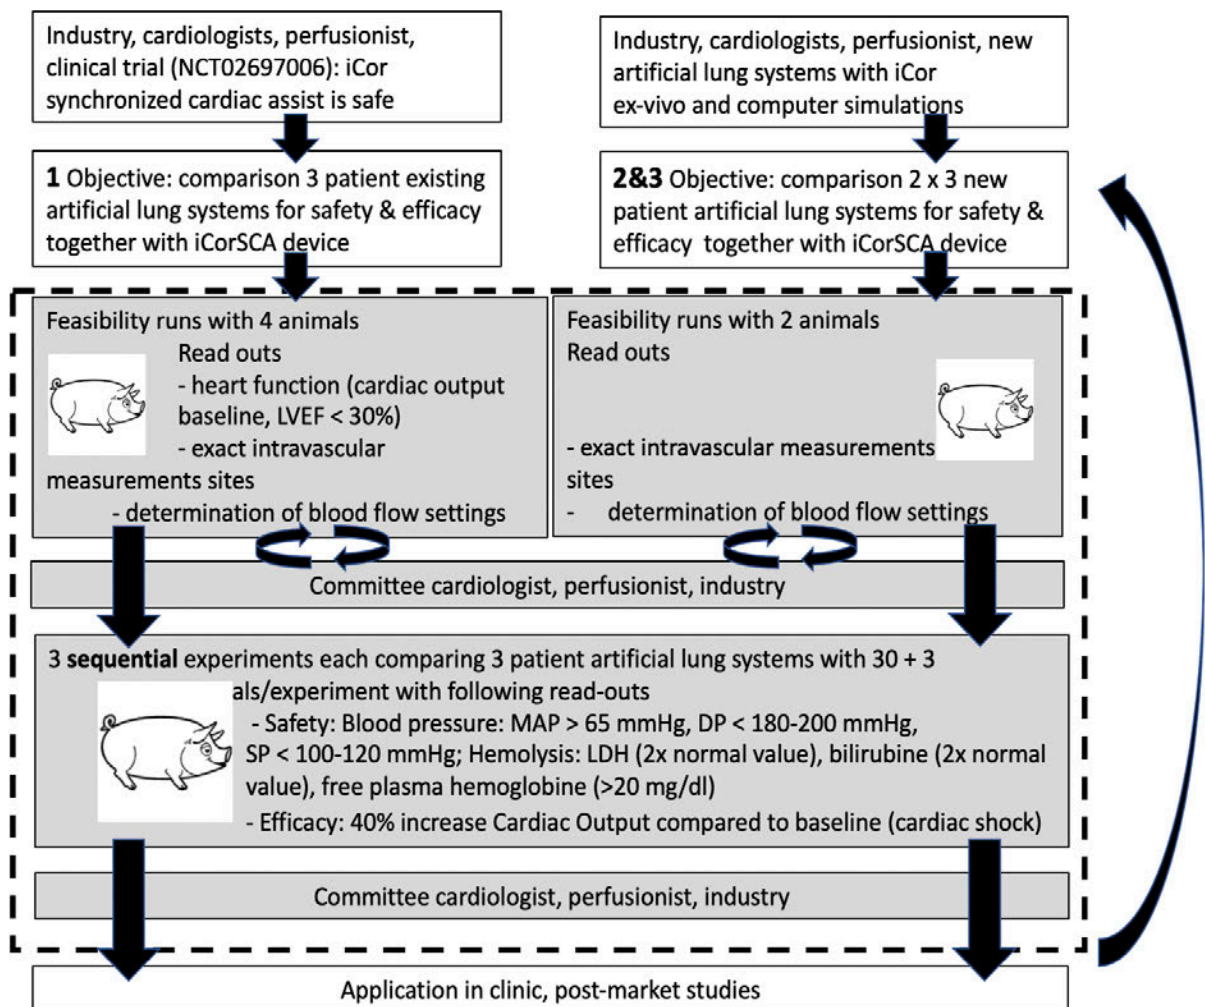 Industry, cardiologists, perfusionist,
clinical trial (NCT02697006): iCor
synchronized cardiac assist is safe
Industry, cardiologists, perfusionist, new
artificial lung systems with iCor
ex-vivo and computer simulations
1 Objective: comparison 3 patient existing
artificial lung systems for safety & efficacy
together with iCorSCA device
2&3 Objective: comparison 2 x 3 new
patient artificial lung systems for safety &
efficacy together with iCorSCA device
Feasibility runs with 4 animals
Read outs
- heart function (cardiac output
baseline, LVEF < 30%)
- exact intravascular
measurements sites
- determination of blood flow settings
Feasibility runs with 2 animals
Read outs
- exact intravascular measurements
sites
- determination of blood flow settings
Committee cardiologist, perfusionist, industry
3 sequential experiments each comparing 3 patient artificial lung systems with 30 + 3
als/experiment with following read-outs
- Safety: Blood pressure: MAP > 65 mmHg, DP < 180-200 mmHg,
SP < 100-120 mmHg; Hemolysis: LDH (2x normal value), bilirubine (2x normal
value), free plasma hemoglobine (>20 mg/dl)
- Efficacy: 40% increase Cardiac Output compared to baseline (cardiac shock)
Committee cardiologist, perfusionist, industry
Application in clinic, post-market studies